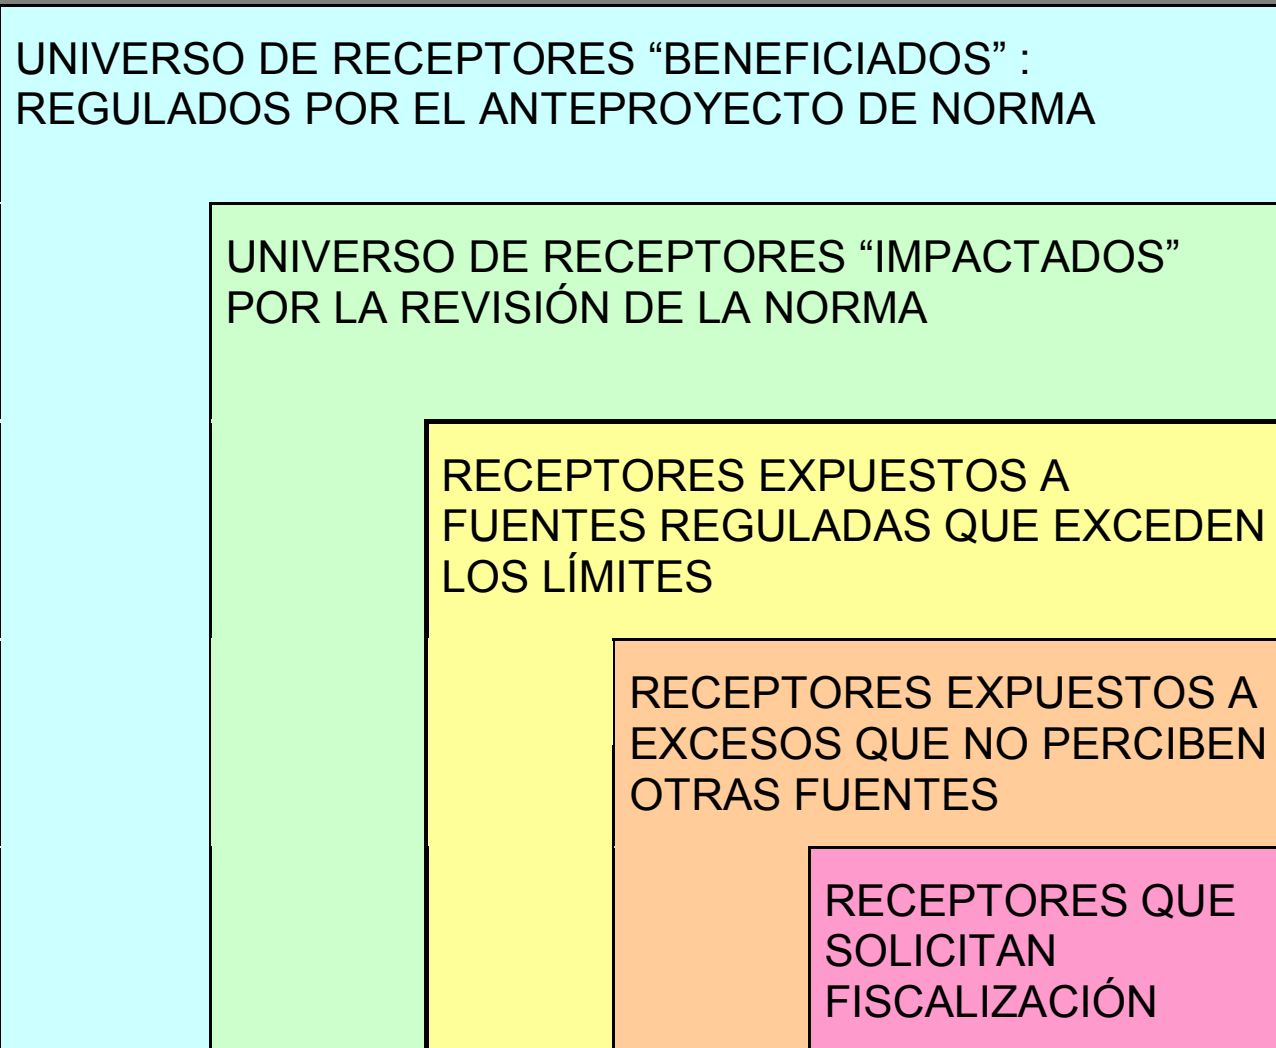 UNIVERSO DE RECEPTORES “BENEFICIADOS” :
REGULADOS POR EL ANTEPROYECTO DE NORMA
UNIVERSO DE RECEPTORES “IMPACTADOS”
POR LA REVISIÓN DE LA NORMA
RECEPTORES EXPUESTOS A
FUENTES REGULADAS QUE EXCEDEN
LOS LÍMITES
RECEPTORES EXPUESTOS A
EXCESOS QUE NO PERCIBEN
OTRAS FUENTES
RECEPTORES QUE
SOLICITAN
FISCALIZACIÓN